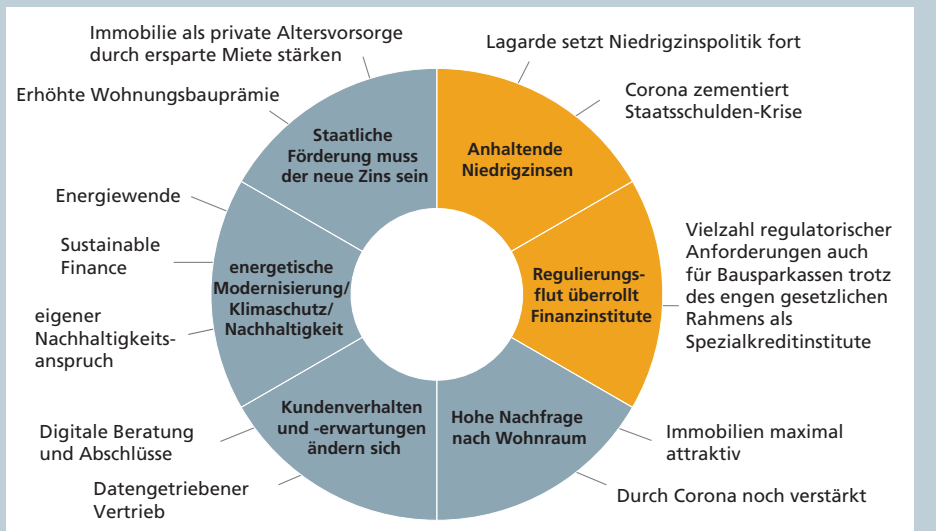 Immobilie als private Altersvorsorge
durch ersparte Miete stärken
Lagarde setzt Niedrigzinspolitik fort
Erhöhte Wohnungsbauprämie
Corona zementiert
Staatsschulden-Krise
Staatliche
Förderung muss
der neue Zins sein
Anhaltende
Niedrigzinsen
Energiewende
Sustainable
Finance
eigener
Nachhaltigkeits-
anspruch
energetische
Modernisierung/
Klimaschutz/
Nachhaltigkeit
Regulierungs-
flut überrollt
Finanzinstitute
Vielzahl regulatorischer
Anforderungen auch
für Bausparkassen trotz
des engen gesetzlichen
Rahmens als
Spezialkreditinstitute
Kundenverhalten
und -erwartungen
ändern sich
Hohe Nachfrage
nach Wohnraum
Digitale Beratung
und Abschlüsse
Immobilien maximal
attraktiv
Datengetriebener
Vertrieb
Durch Corona noch verstärkt